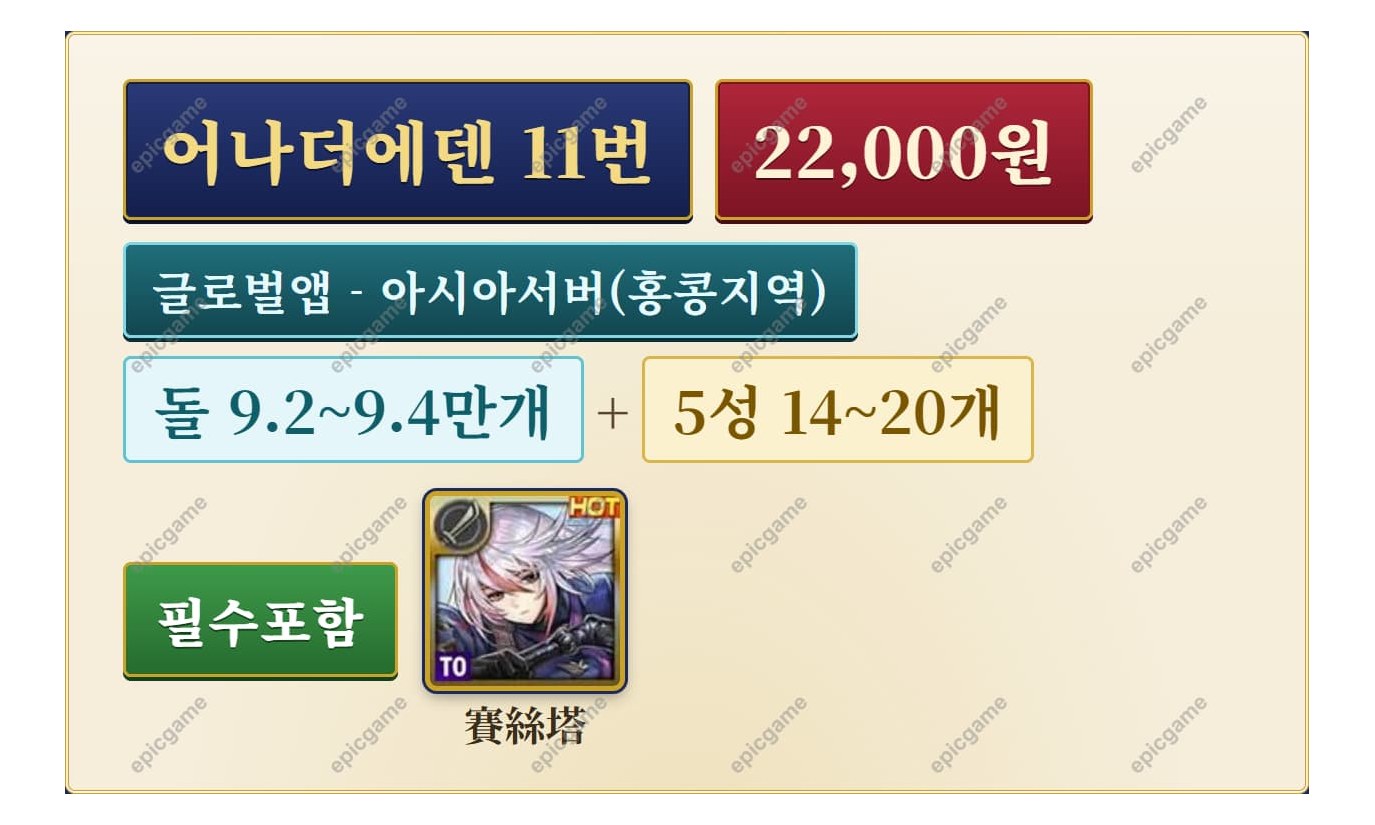 어나더에덴 11번 22,000원
글로벌앱 - 아시아서버(홍콩지역)
돌 9.2~9.4만개 + 5성 14~20개
HOT
필수포함
T0
賽絲塔
epicgame